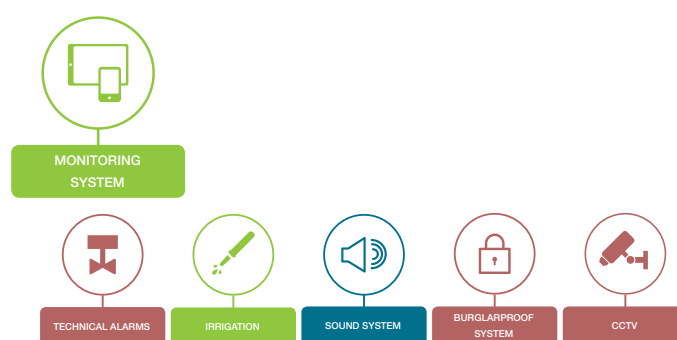 MONITORING
SYSTEM
TECHNICAL ALARMS
IRRIGATION
SOUND SYSTEM
BURGLARPROOF
SYSTEM
CCTV